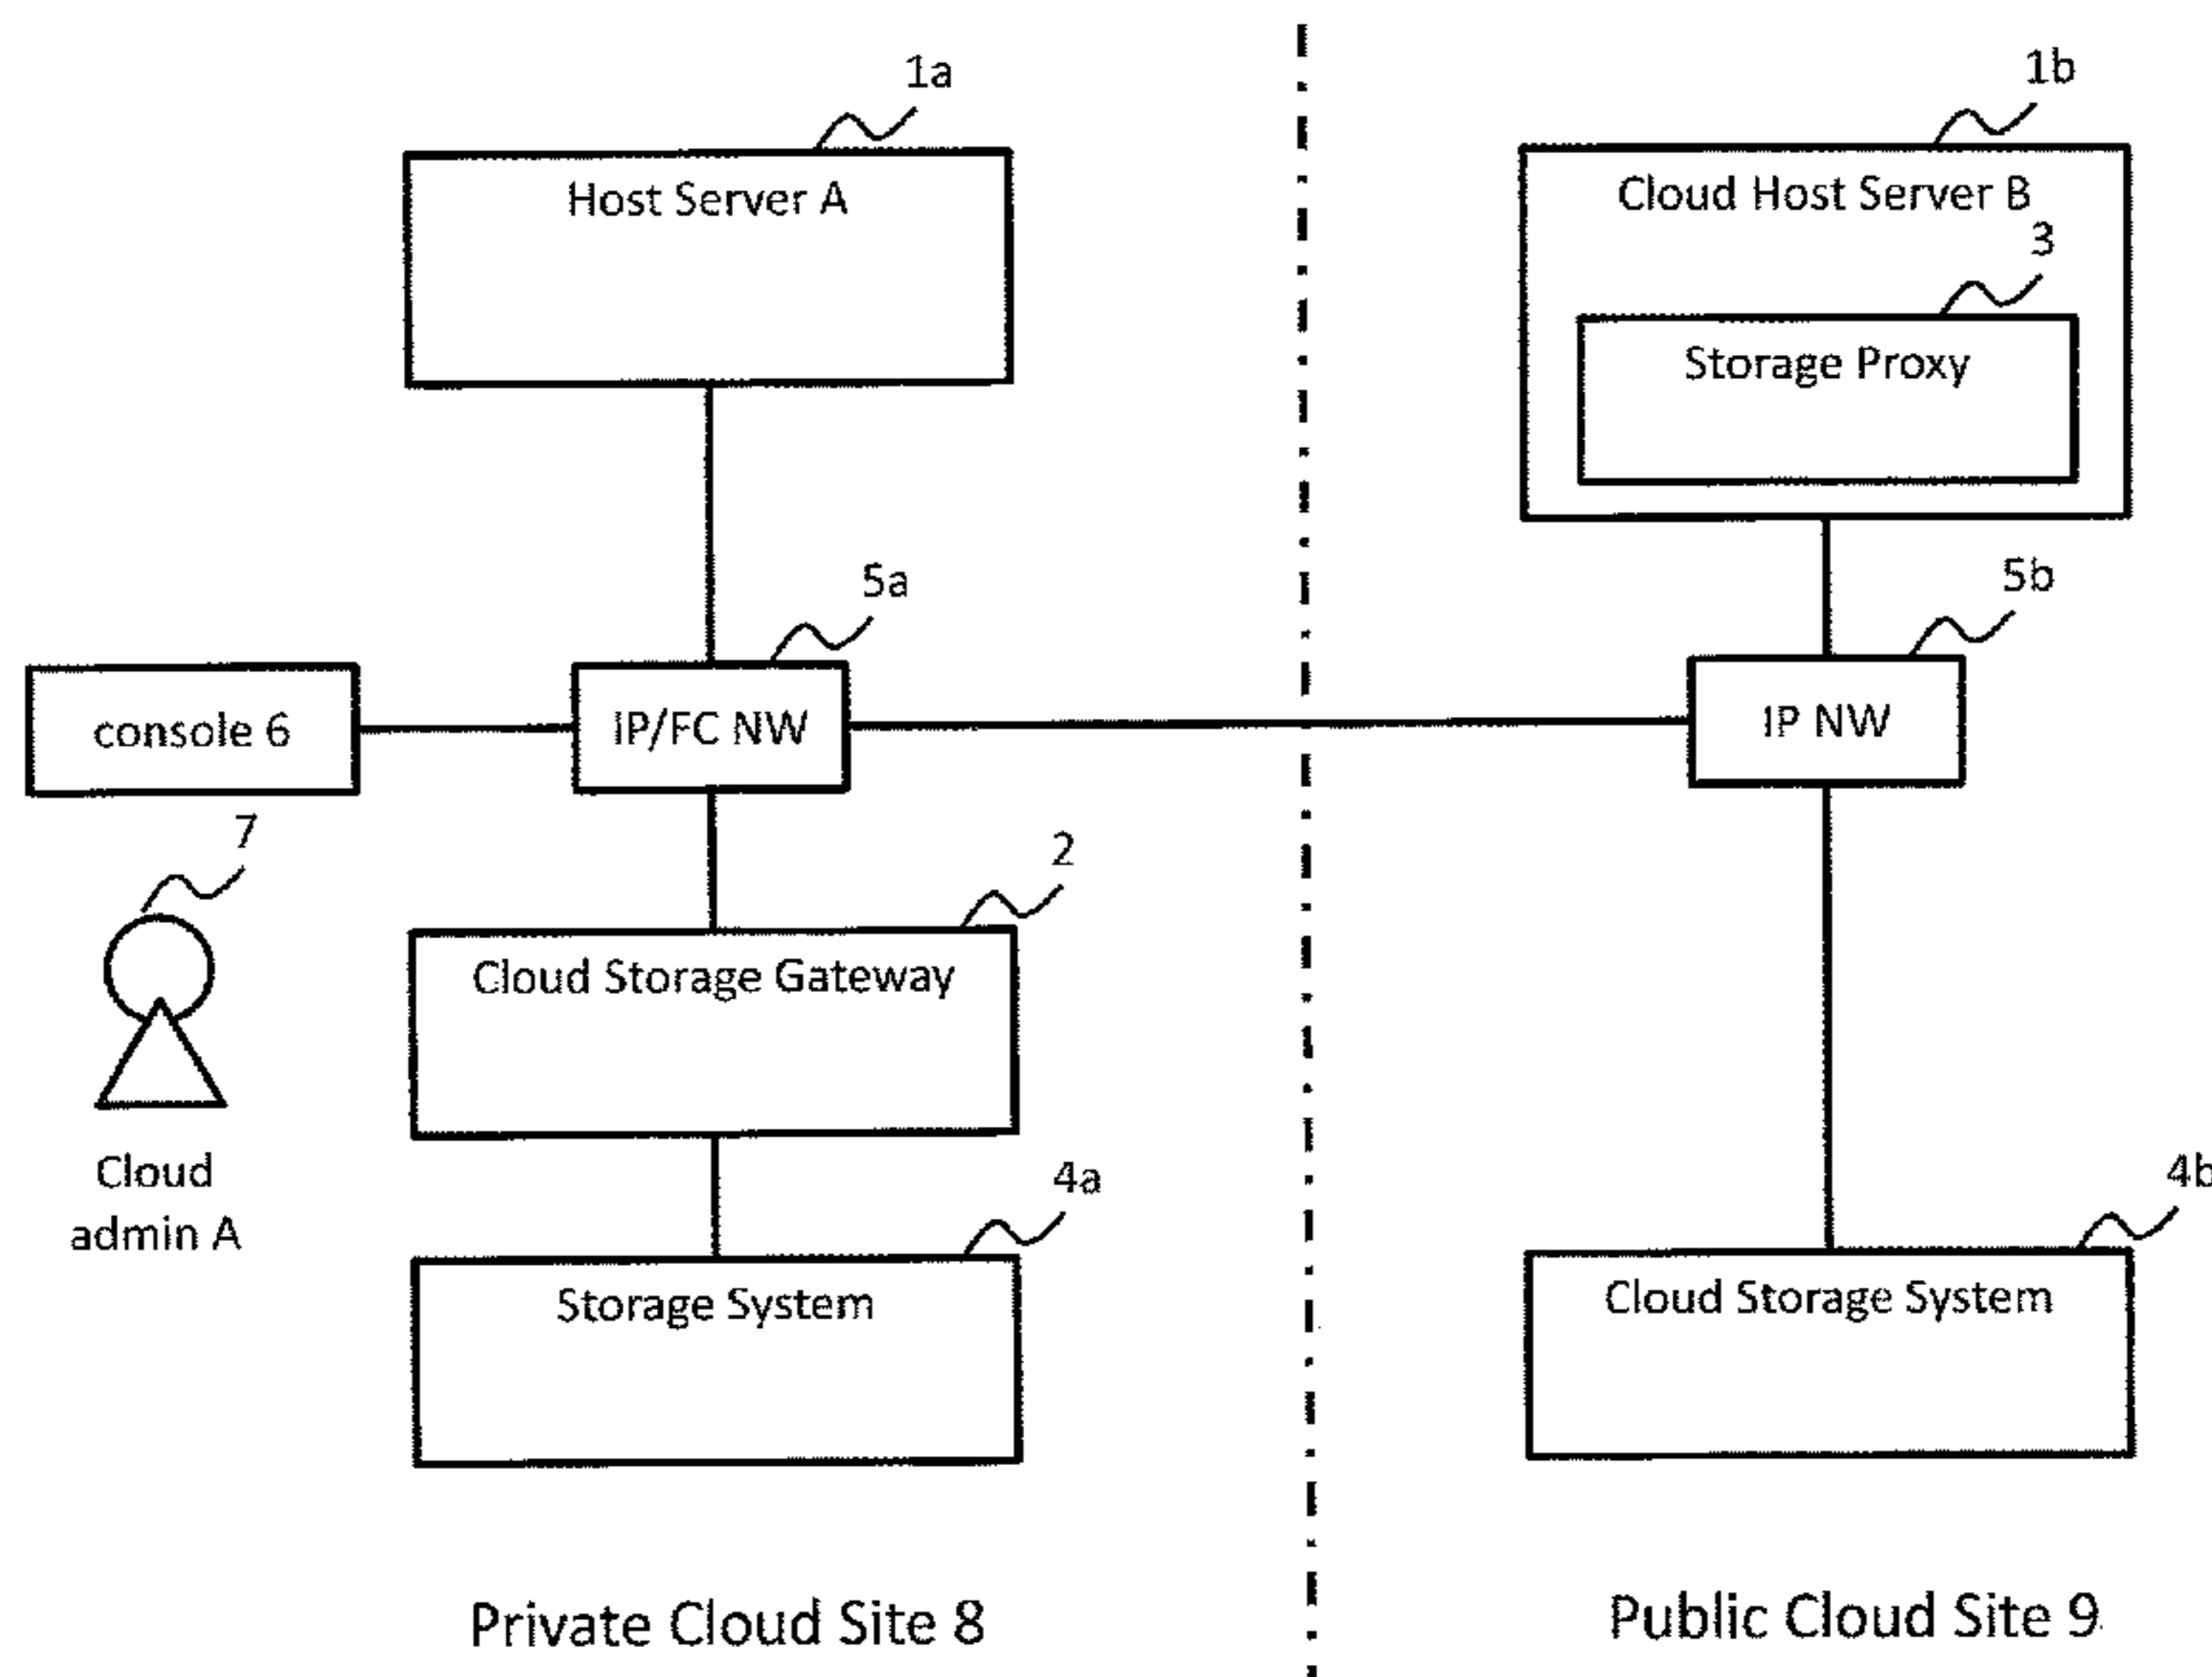 1a
Host Server A
1b
Cloud Host Server B
3
Storage Proxy
5a
5b
console 6
IP/FC NW
IP NW
7
2
Cloud Storage Gateway
Cloud
admin A
4a
Storage System
4b
Cloud Storage System
Private Cloud Site 8
Public Cloud Site 9